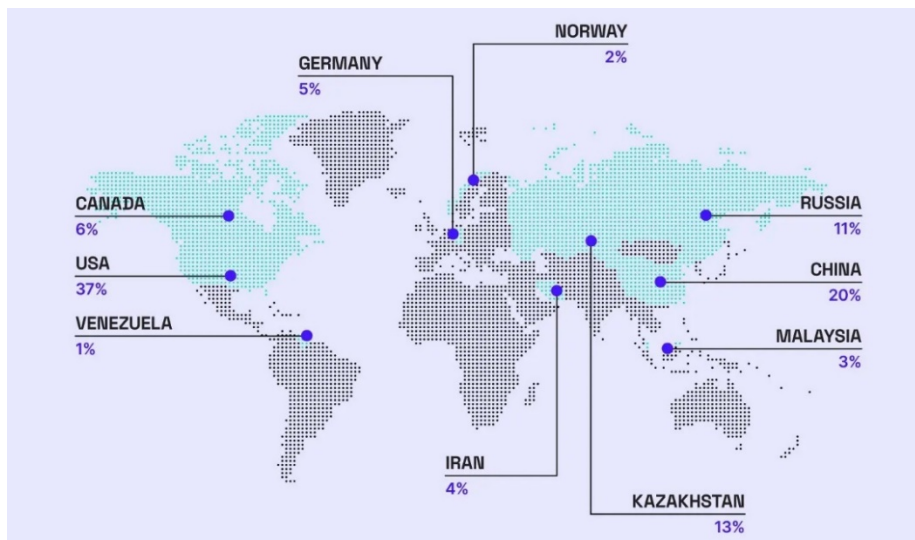 NORWAY
2%
GERMANY
5%
CANADA
6%
RUSSIA
11%
USA
37%
CHINA
20%
VENEZUELA
1%
MALAYSIA
3%
IRAN
4%
KAZAKHSTAN
13%